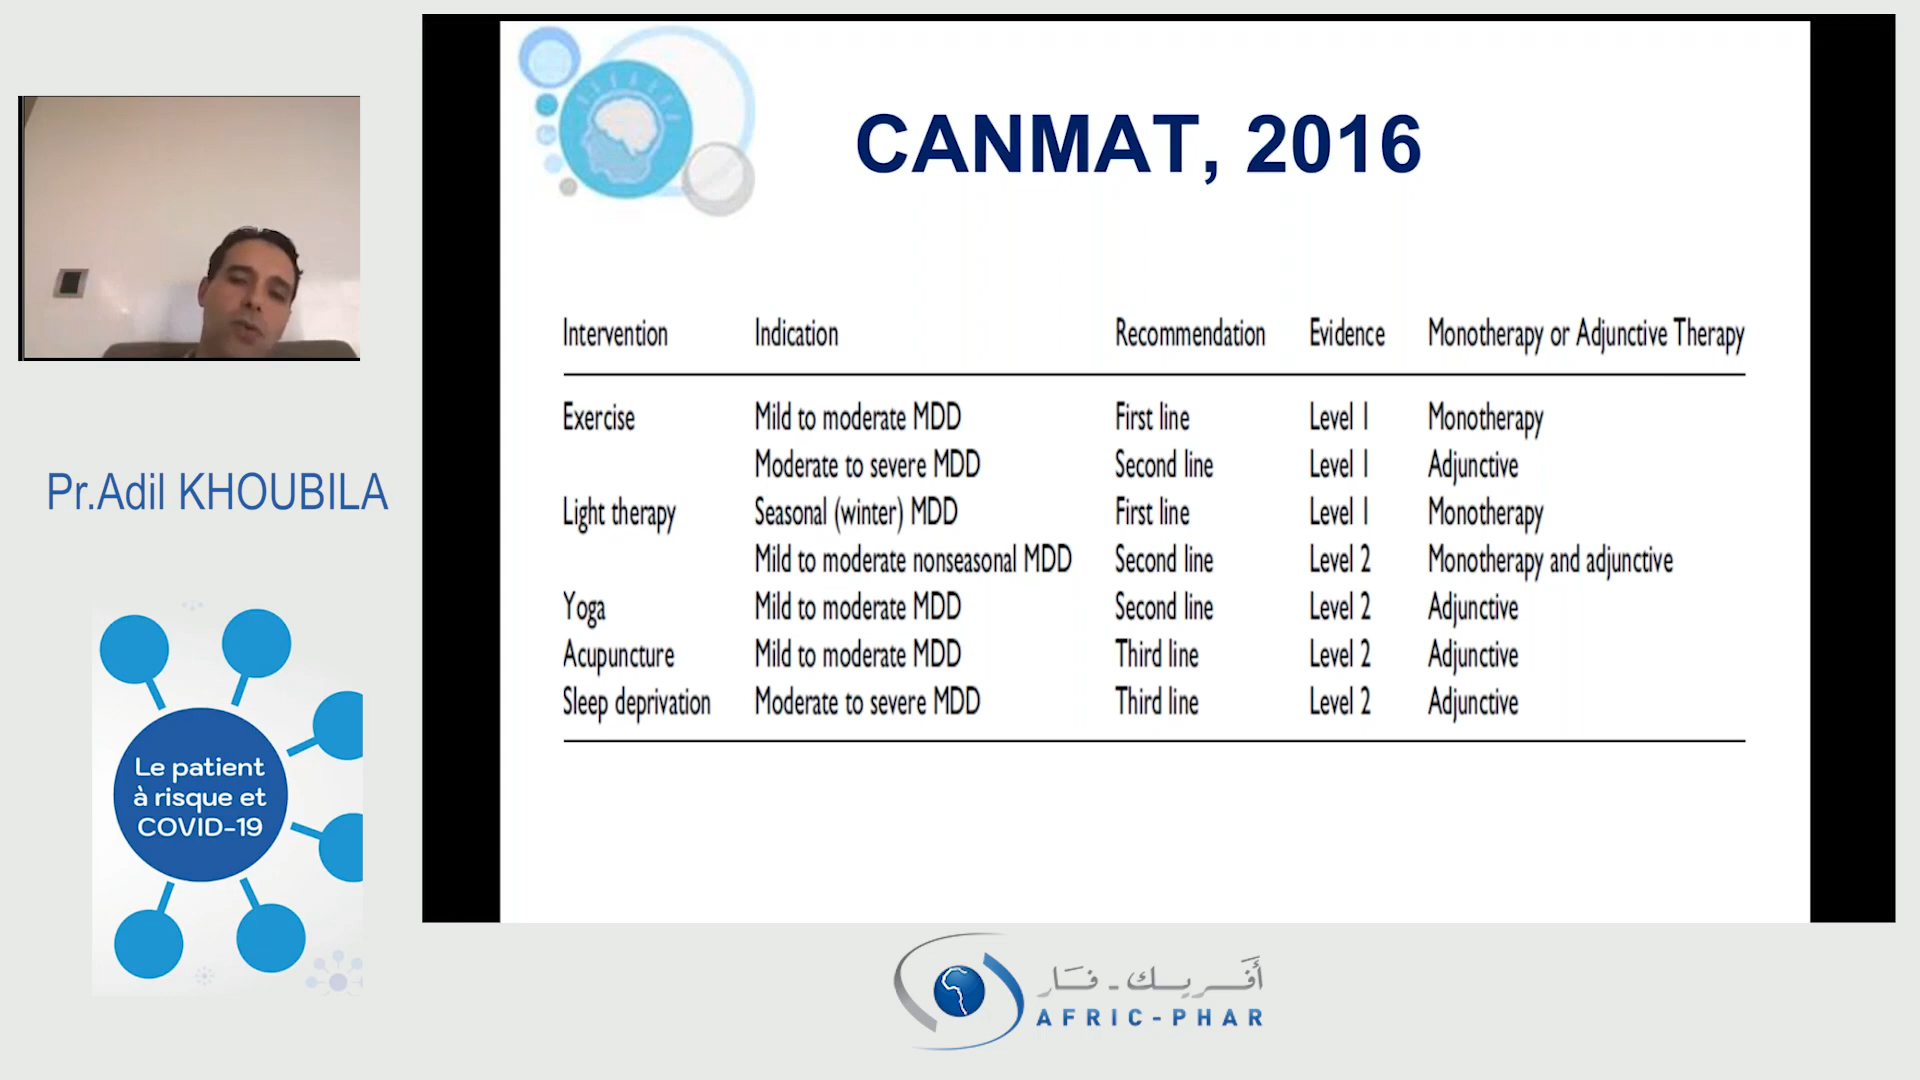 CANMAT, 2016
Intervention Indication Recommendation Evidence Monotherapy or Adjunctive Therapy
Exercise Mild to moderate MDD First line Level 1 Monotherapy
Moderate to severe MDD Second line Level 1 Adjunctive
Light therapy Seasonal (winter) MDD First line Level 1 Monotherapy
Mild to moderate nonseasonal MDD Second line Level 2 Monotherapy and adjunctive
Yoga Mild to moderate MDD Second line Level 2 Adjunctive
Acupuncture Mild to moderate MDD Third line Level 2 Adjunctive
Sleep deprivation Moderate to severe MDD Third line Level 2 Adjunctive
Pr.Adil KHOUBILA
Le patient
à risque et
COVID-19
أفريك - فار
AFRIC-PHAR